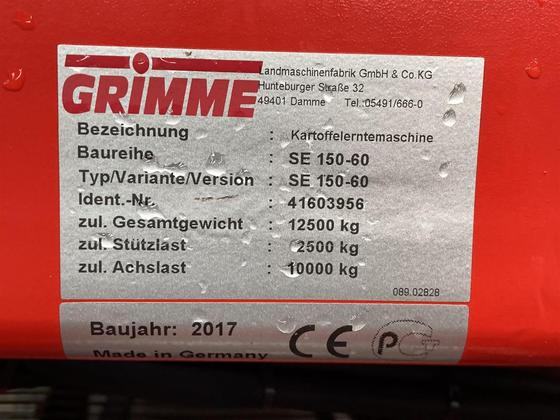 GRIMME
Landmaschinenfabrik GmbH & Co.KG
Hunteburger Straße 32
49401 Damme Tel.:05491/666-0
Bezeichnung : Kartoffelerntemaschine
Baureihe : SE 150-60
Typ/Variante/Version : SE 150-60
Ident.-Nr. : 41603956
zul. Gesamtgewicht : 12500 kg
zul. Stützlast : 2500 kg
zul. Achslast : 10000 kg
089.02828
Baujahr: 2017 CE
Made in Germany